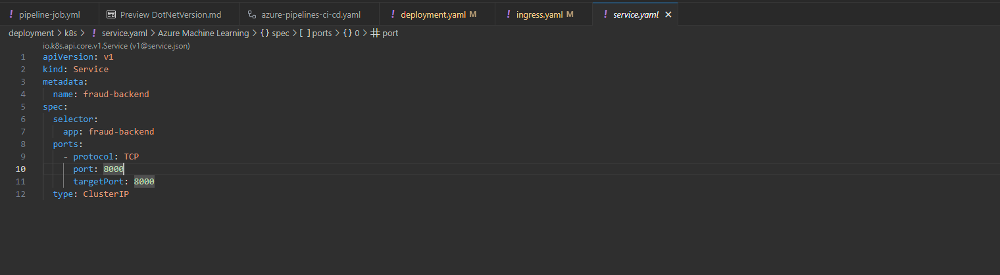 ! pipeline-job.yml Preview DotNetVersion.md azure-pipelines-ci-cd.yaml ! deployment.yaml M ! ingress.yaml M ! service.yaml ×
deployment > k8s > ! service.yaml > Azure Machine Learning > {} spec > [ ] ports > {} 0 > # port
io.k8s.api.core.v1.Service (v1@service.json)
1 apiVersion: v1
2 kind: Service
3 metadata:
4   name: fraud-backend
5 spec:
6   selector:
7     app: fraud-backend
8   ports:
9     - protocol: TCP
10       port: 8000
11       targetPort: 8000
12   type: ClusterIP